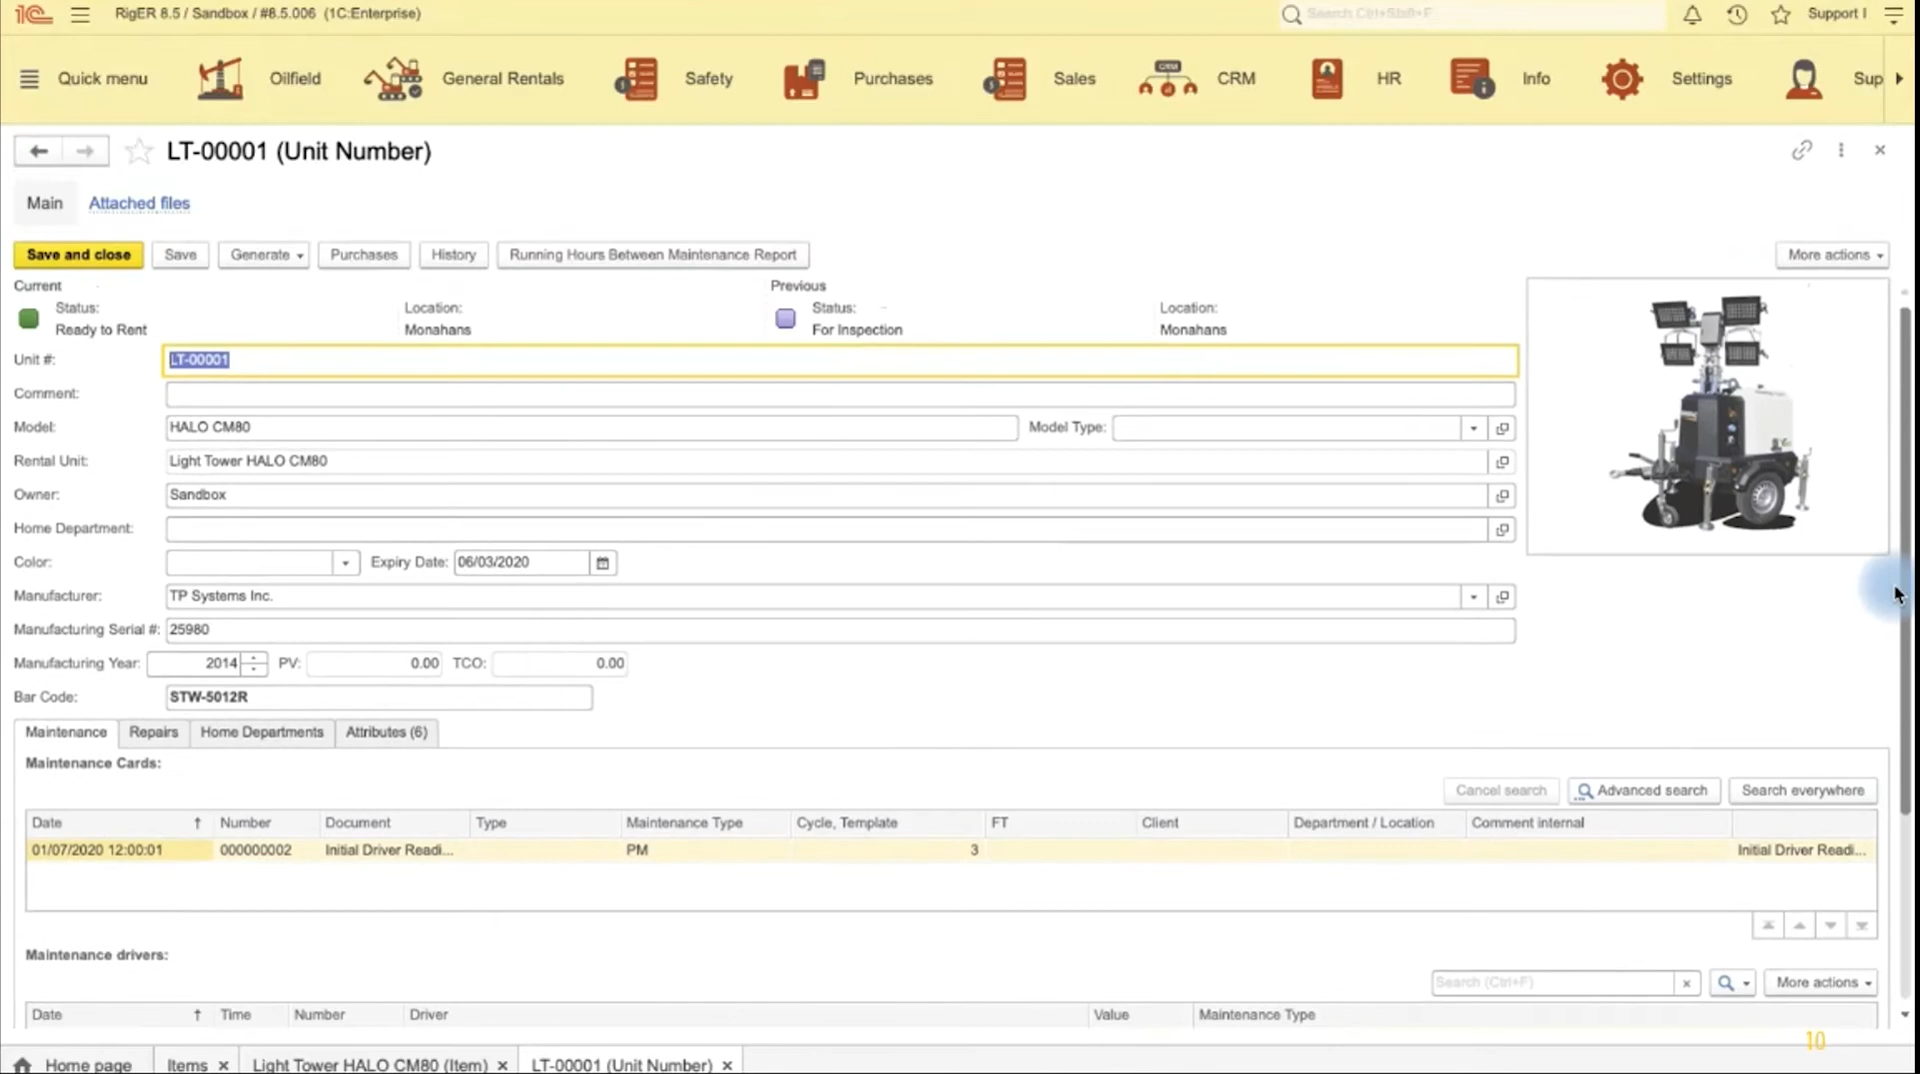 RigER 8.5 / Sandbox / #8.5.006 (1C:Enterprise)
Search Ctrl+Shift+F
Support I
Quick menu
Oilfield
General Rentals
Safety
Purchases
Sales
CRM
HR
Info
Settings
Sup
LT-00001 (Unit Number)
Main
Attached files
Save and close
Save
Generate
Purchases
History
Running Hours Between Maintenance Report
More actions
Current
Previous
Status:
Location:
Status:
Location:
Ready to Rent
Monahans
For Inspection
Monahans
Unit #: LT-00001
Comment:
Model: HALO CM80 Model Type:
Rental Unit: Light Tower HALO CM80
Owner: Sandbox
Home Department:
Color: Expiry Date: 06/03/2020
Manufacturer: TP Systems Inc.
Manufacturing Serial #: 25980
Manufacturing Year: 2014 PV: 0.00 TCO: 0.00
Bar Code: STW-5012R
Maintenance
Repairs
Home Departments
Attributes (6)
Maintenance Cards:
Cancel search
Advanced search
Search everywhere
Date Number Document Type Maintenance Type Cycle, Template FT Client Department / Location Comment internal
01/07/2020 12:00:01 000000002 Initial Driver Readi... PM 3 Initial Driver Readi...
Maintenance drivers:
Search (Ctrl+F)
More actions
Date Time Number Driver Value Maintenance Type
10
Home page
Items
Light Tower HALO CM80 (Item)
LT-00001 (Unit Number)